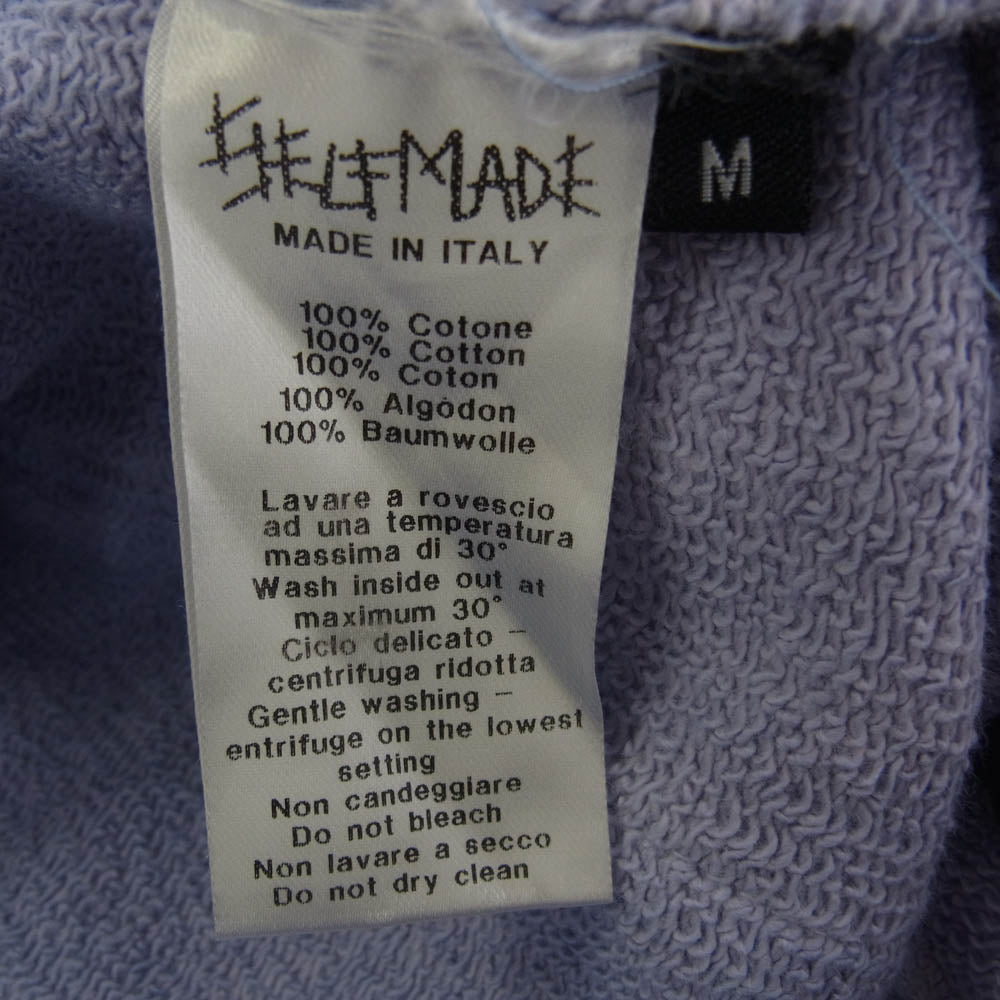 SELFMADE
M
MADE IN ITALY
100% Cotone
100% Cotton
100% Coton
100% Algòdon
100% Baumwolle
Lavare a rovescio
ad una temperatura
massima di 30°
Wash inside out at
maximum 30°
Ciclo delicato –
centrifuga ridotta
Gentle washing –
entrifuge on the lowest
setting
Non candeggiare
Do not bleach
Non lavare a secco
Do not dry clean